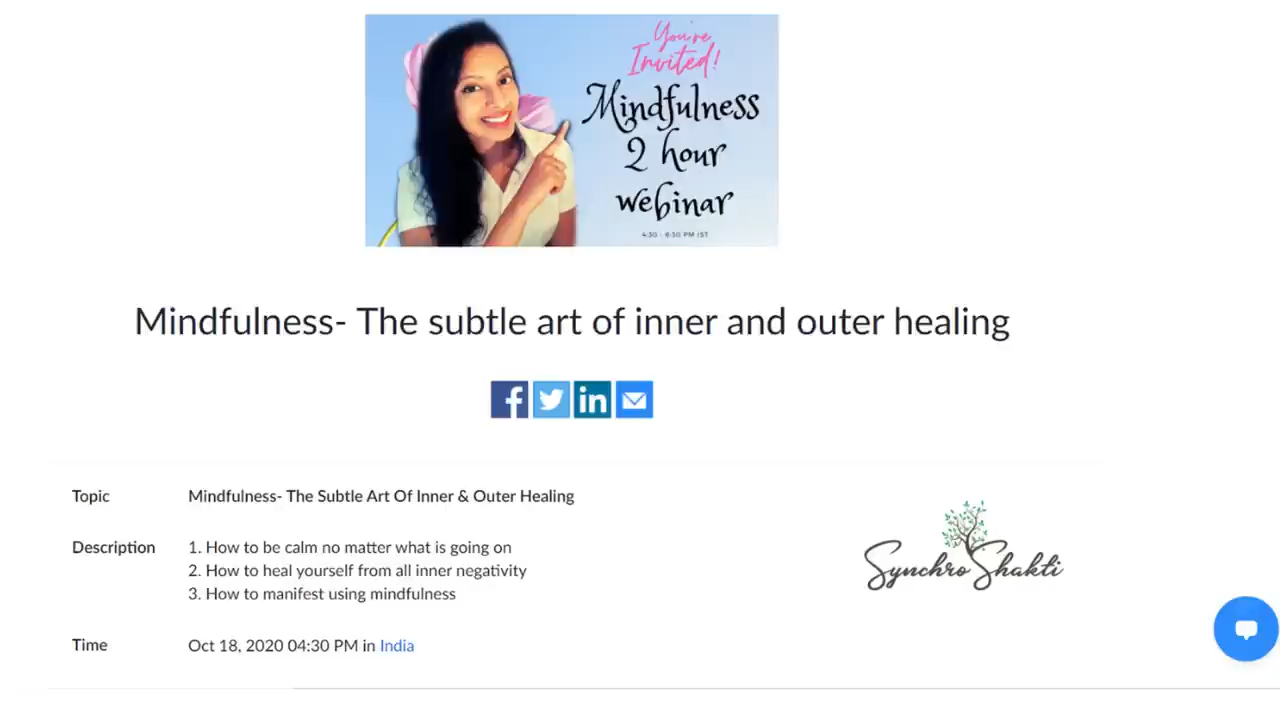 You're
Invited!
Mindfulness
2 hour
webinar
4:30 - 6:30 PM IST
Mindfulness- The subtle art of inner and outer healing
Topic Mindfulness- The Subtle Art Of Inner & Outer Healing
Description 1. How to be calm no matter what is going on
2. How to heal yourself from all inner negativity
3. How to manifest using mindfulness
Synchro Shakti
Time Oct 18, 2020 04:30 PM in India